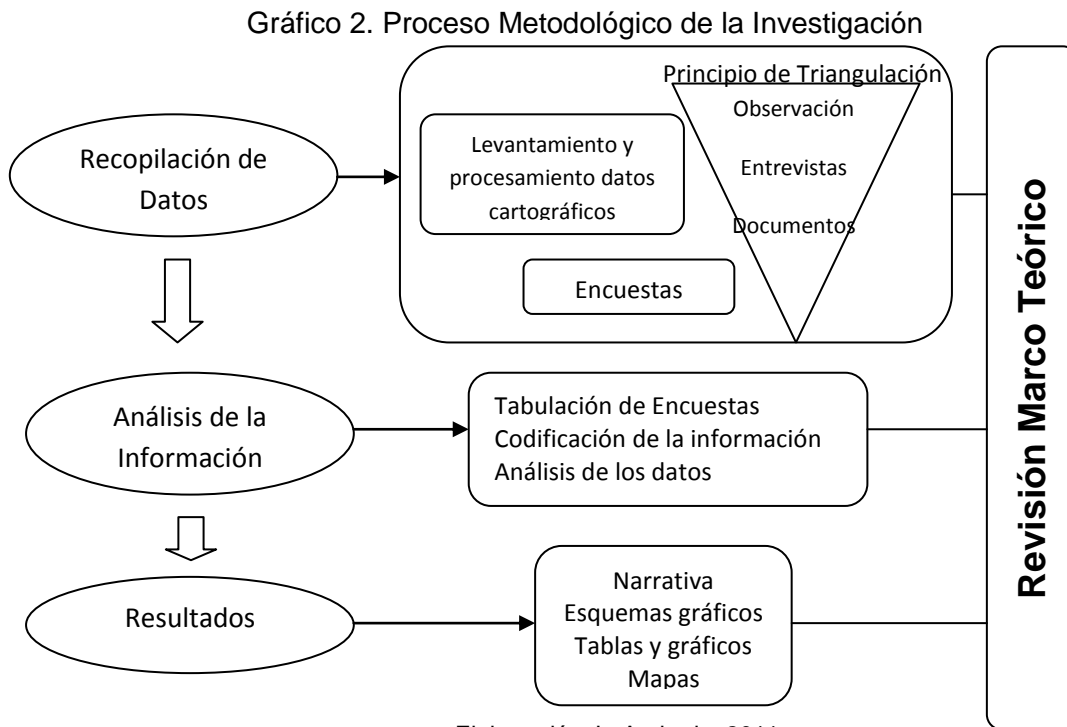 Gráfico 2. Proceso Metodológico de la Investigación
Recopilación de
Datos
Levantamiento y
procesamiento datos
cartográficos
Encuestas
Principio de Triangulación
Observación
Entrevistas
Documentos
Análisis de la
Información
Tabulación de Encuestas
Codificación de la información
Análisis de los datos
Resultados
Narrativa
Esquemas gráficos
Tablas y gráficos
Mapas
Revisión Marco Teórico